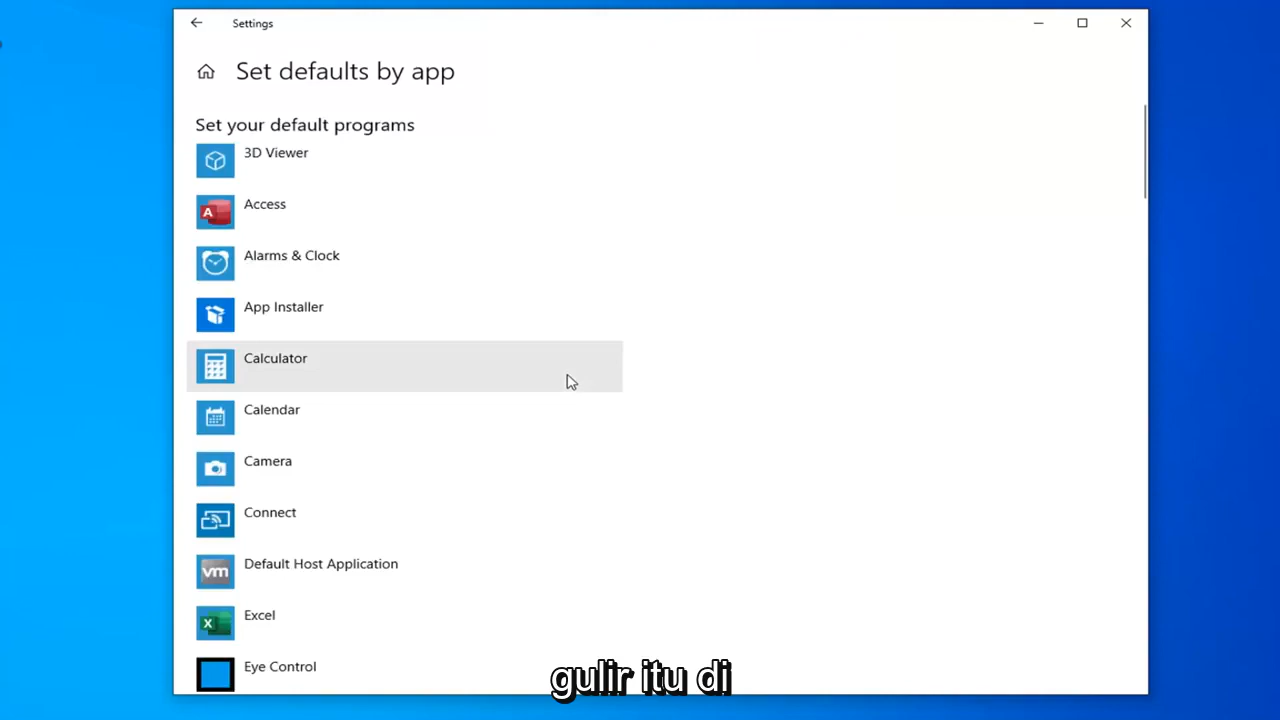 Settings
Set defaults by app
Set your default programs
3D Viewer
A Access
Alarms & Clock
App Installer
Calculator
Calendar
Camera
Connect
vm Default Host Application
X Excel
Eye Control
gulir itu di